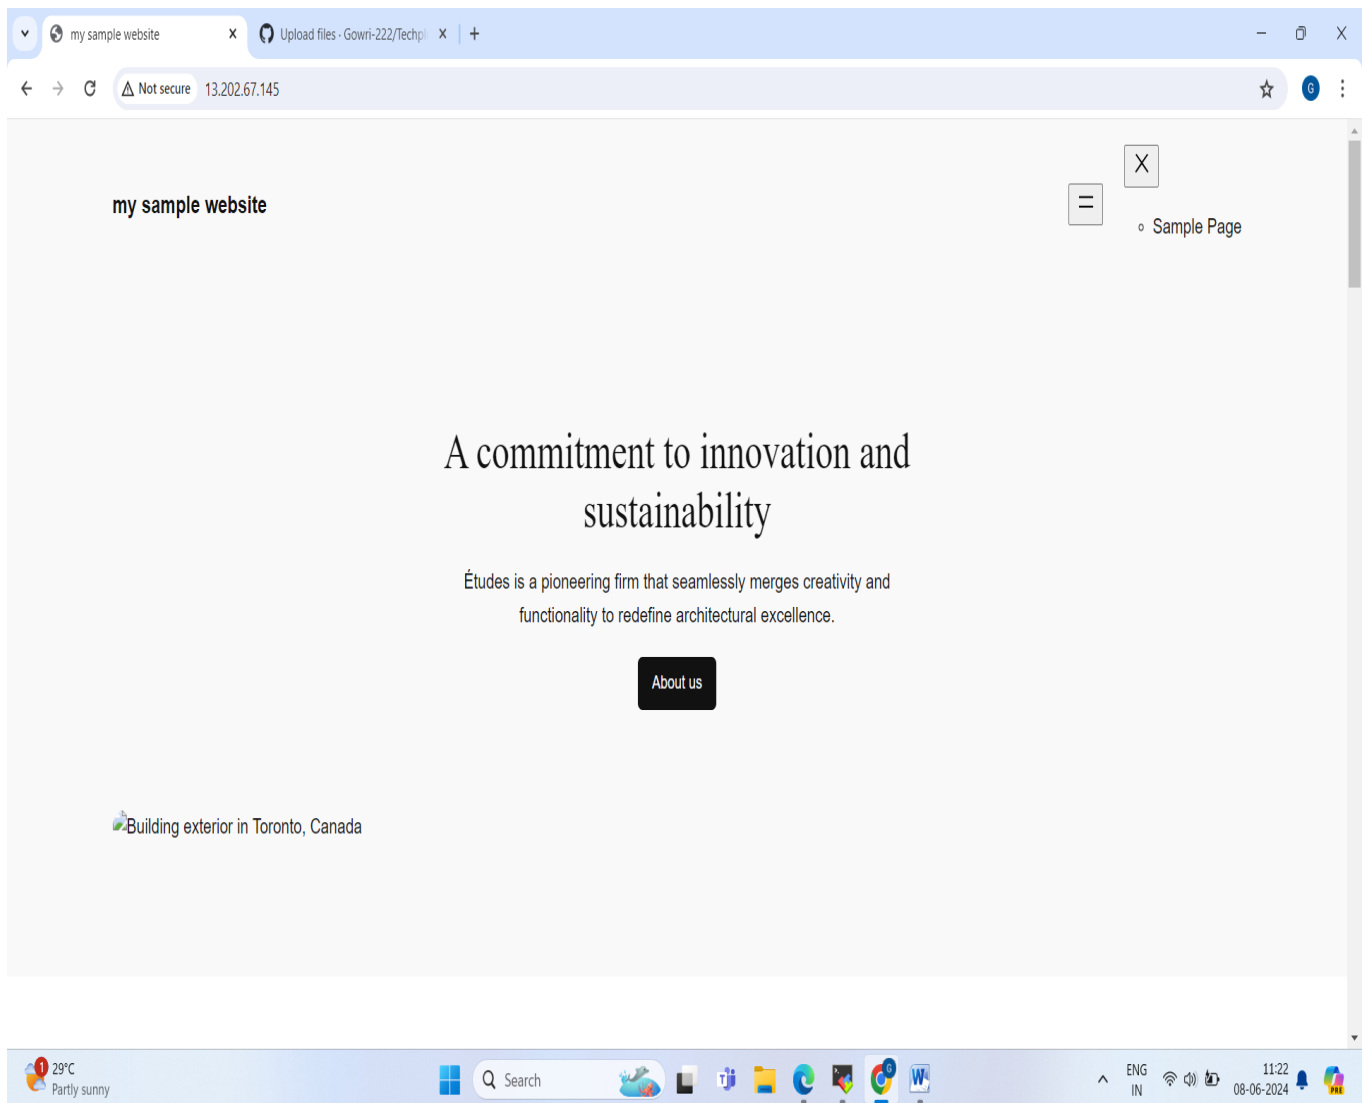 my sample website
Upload files · Gowri-222/Techpl
Not secure 13.202.67.145
G
my sample website
Sample Page
A commitment to innovation and
sustainability
Études is a pioneering firm that seamlessly merges creativity and
functionality to redefine architectural excellence.
About us
Building exterior in Toronto, Canada
1
29°C
Partly sunny
Search
G
W
PRE
ENG
IN
11:22
08-06-2024